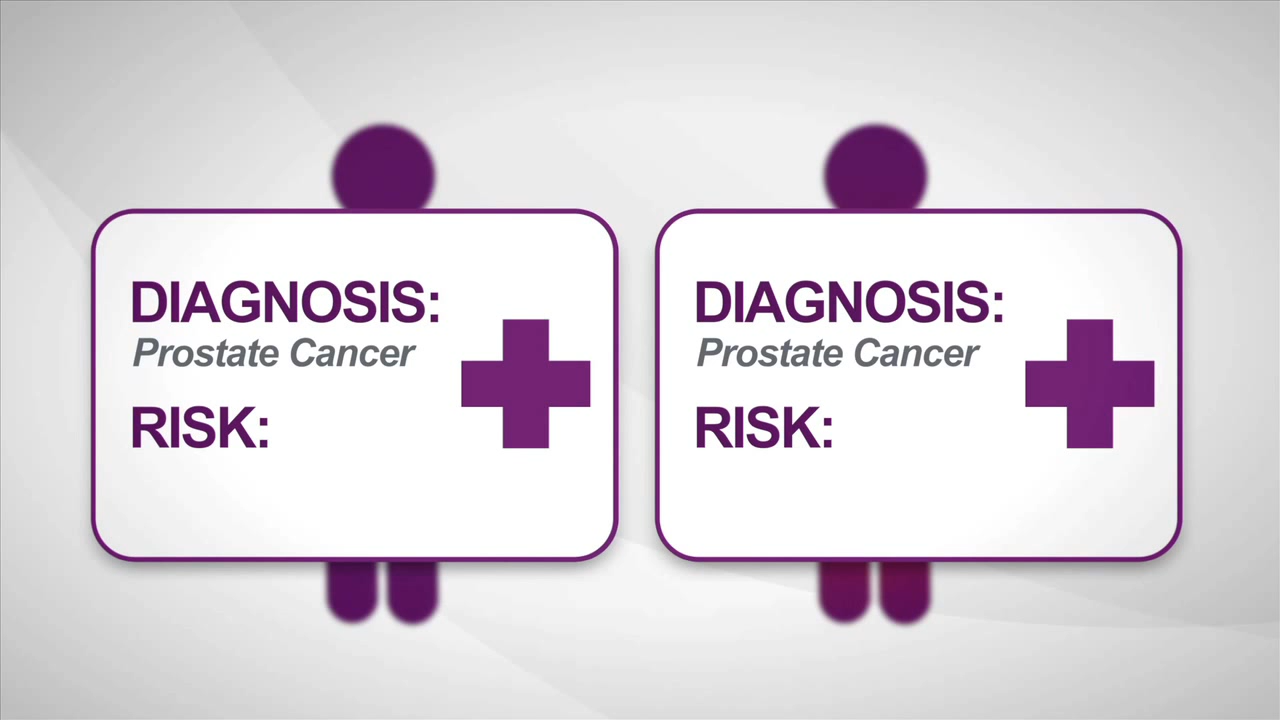 DIAGNOSIS:
Prostate Cancer
RISK:
DIAGNOSIS:
Prostate Cancer
RISK: